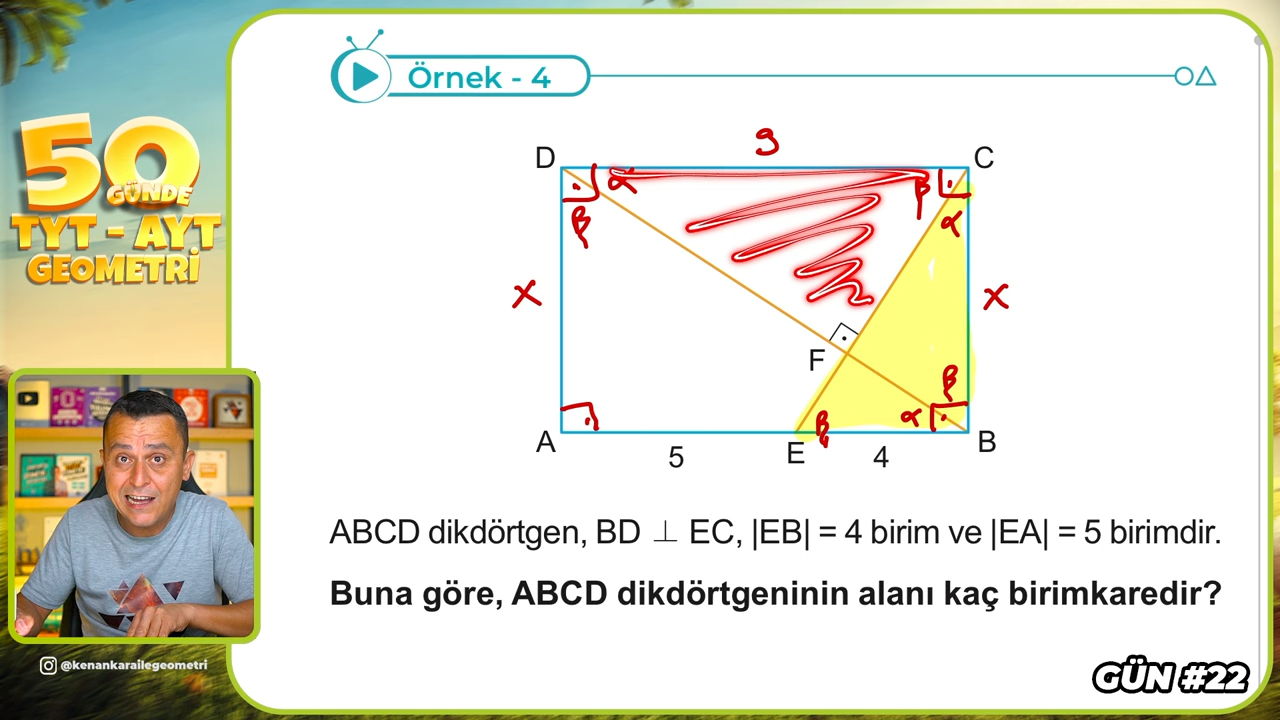 Örnek - 4
50
GÜNDE
TYT - AYT
GEOMETRİ
9
D
C
α
β
β
α
x
x
F
β
β
α
A
5
E
4
B
ABCD dikdörtgen, BD ⊥ EC, |EB| = 4 birim ve |EA| = 5 birimdir.
Buna göre, ABCD dikdörtgeninin alanı kaç birimkaredir?
@kenankarailegeometri
GÜN #22